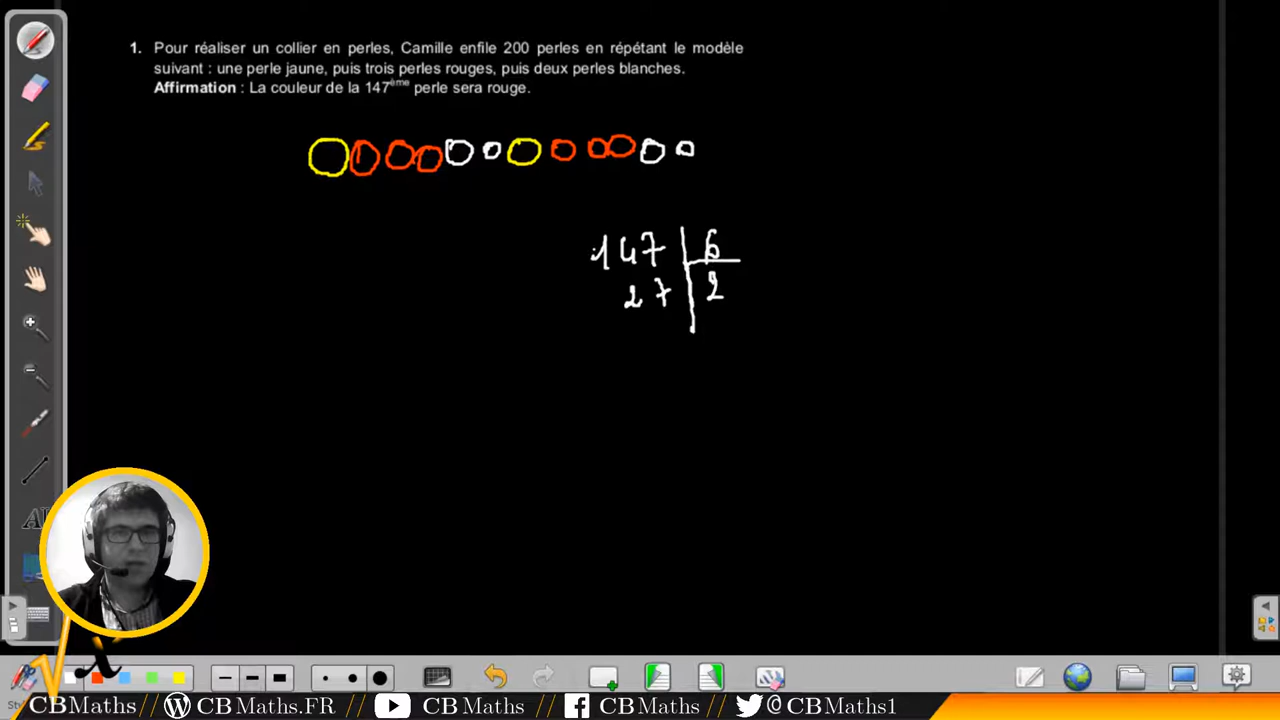 1. Pour réaliser un collier en perles, Camille enfile 200 perles en répétant le modèle
suivant : une perle jaune, puis trois perles rouges, puis deux perles blanches.
Affirmation : La couleur de la 147ème perle sera rouge.
147 6
27 2
CBMaths CBMaths.FR CBMaths CBMaths @CBMaths1